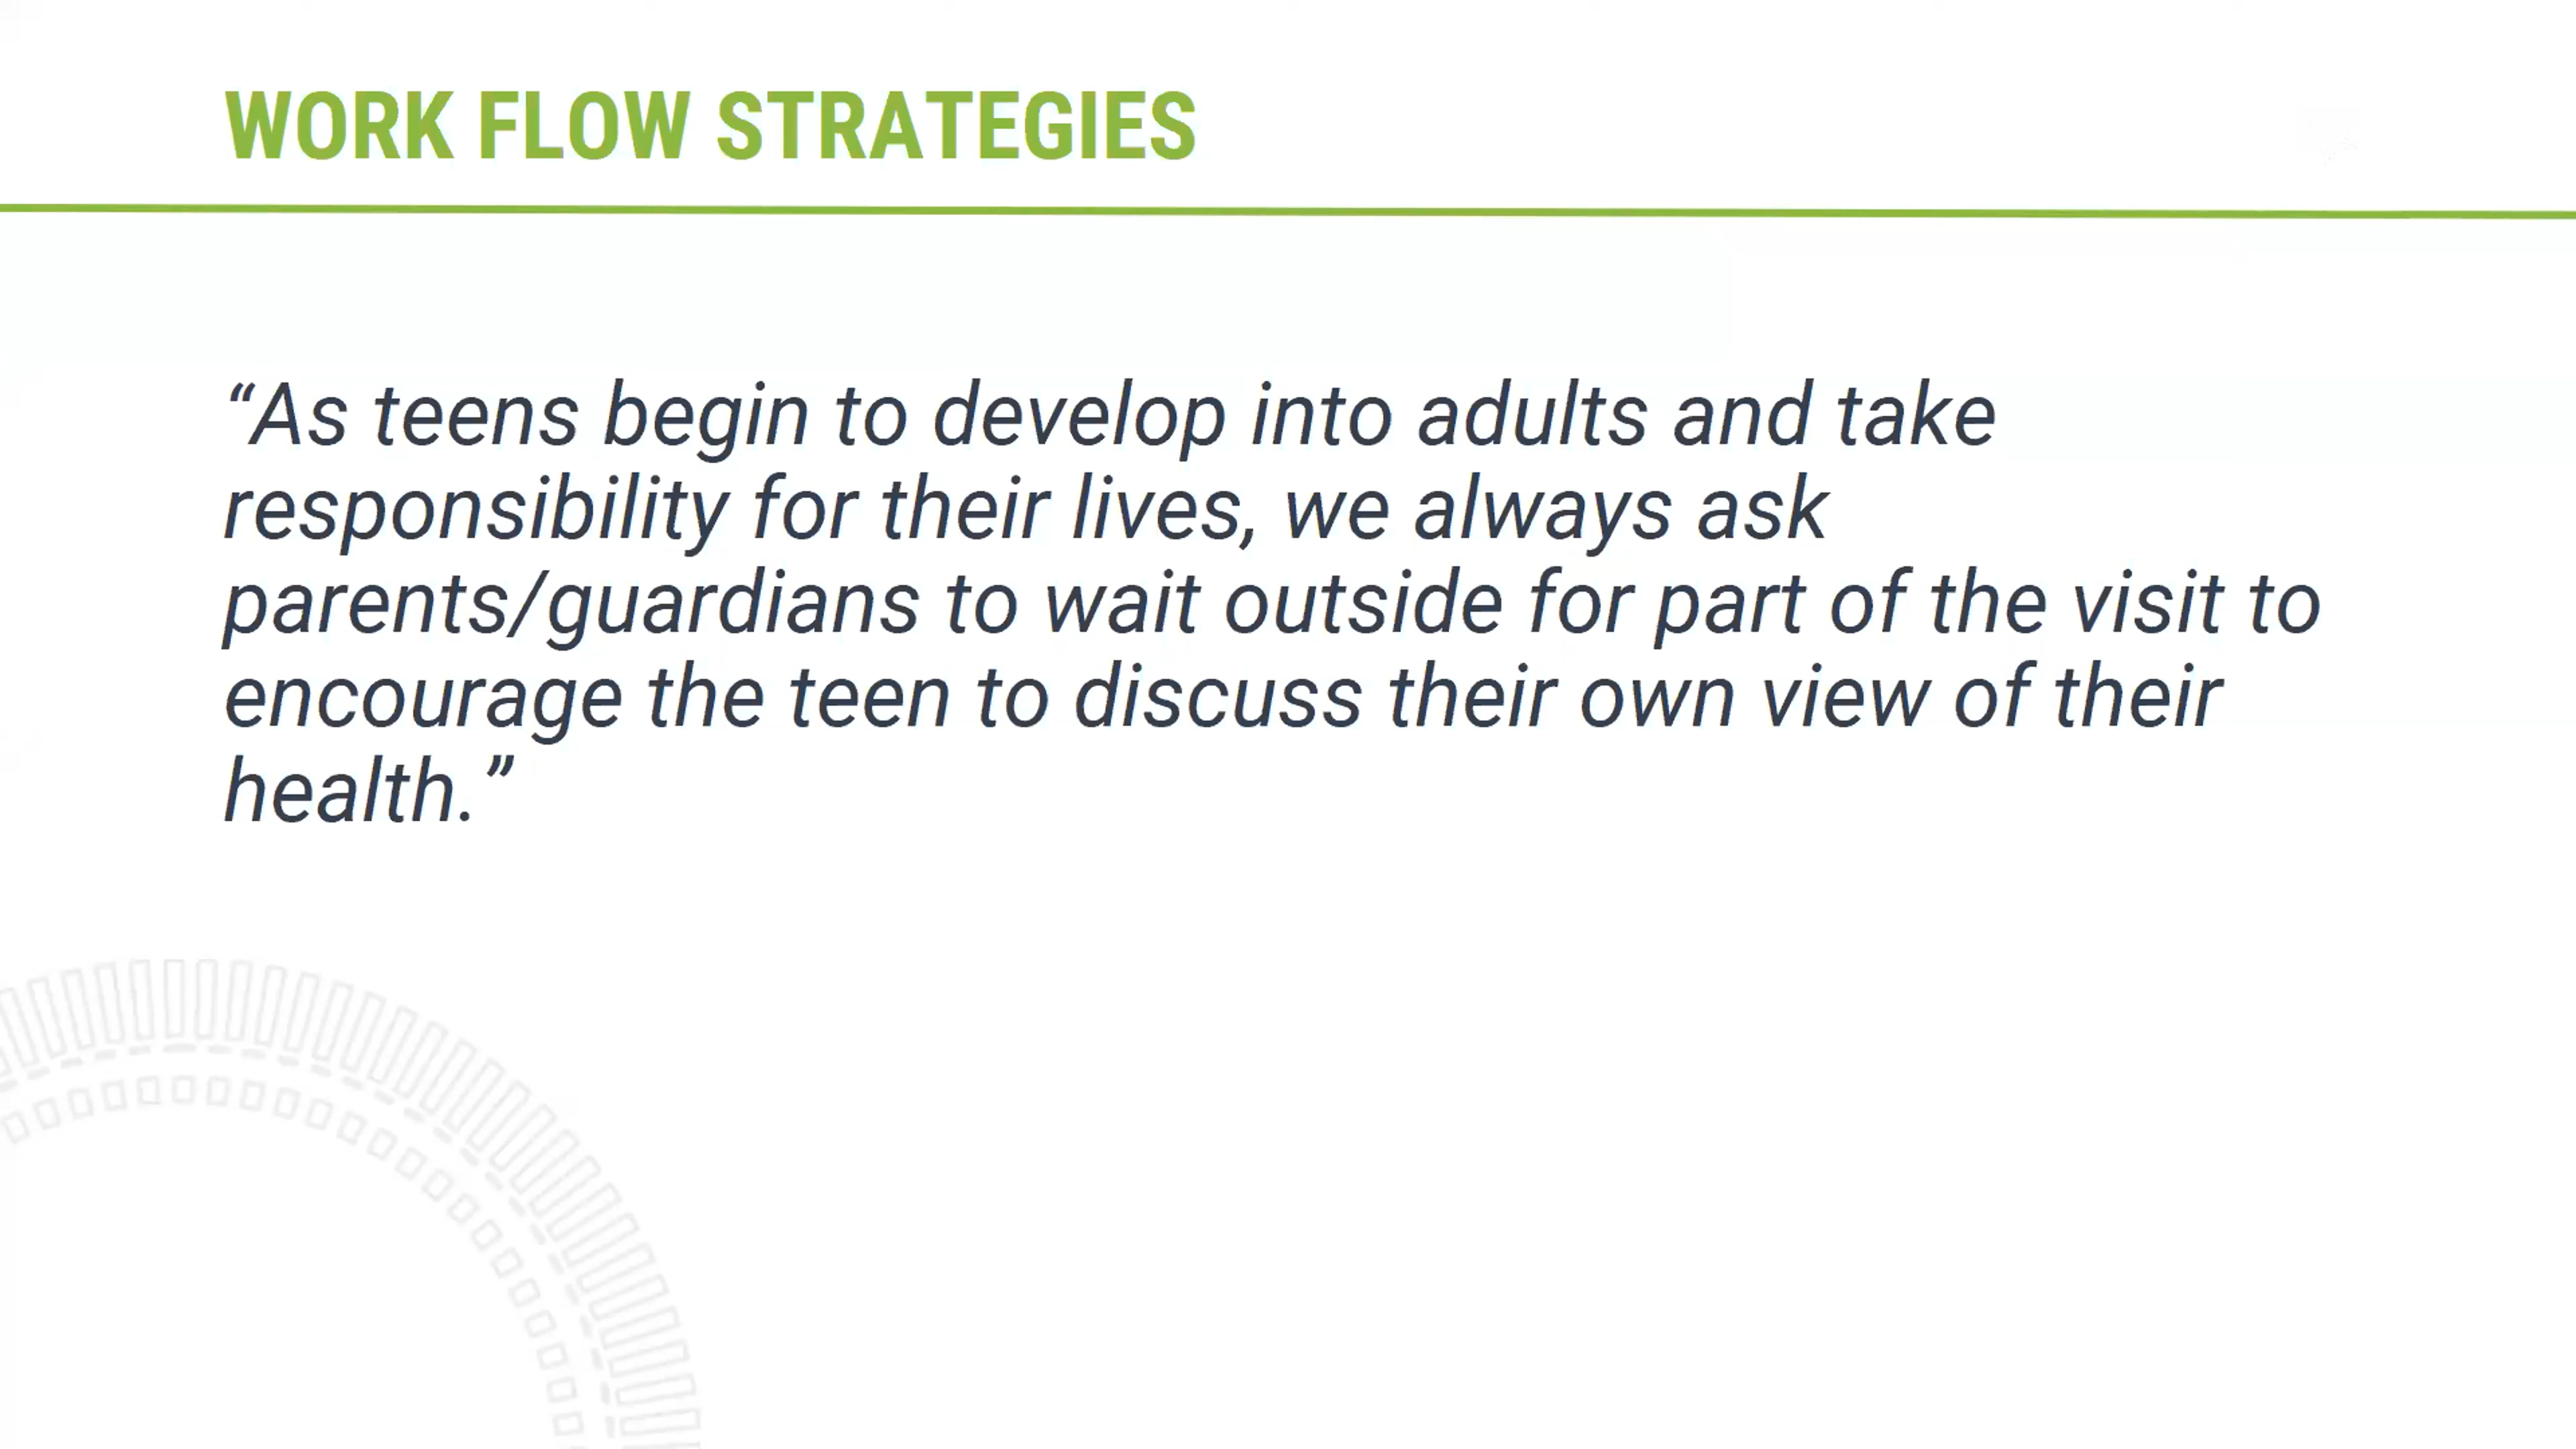 WORK FLOW STRATEGIES
“As teens begin to develop into adults and take
responsibility for their lives, we always ask
parents/guardians to wait outside for part of the visit to
encourage the teen to discuss their own view of their
health.”